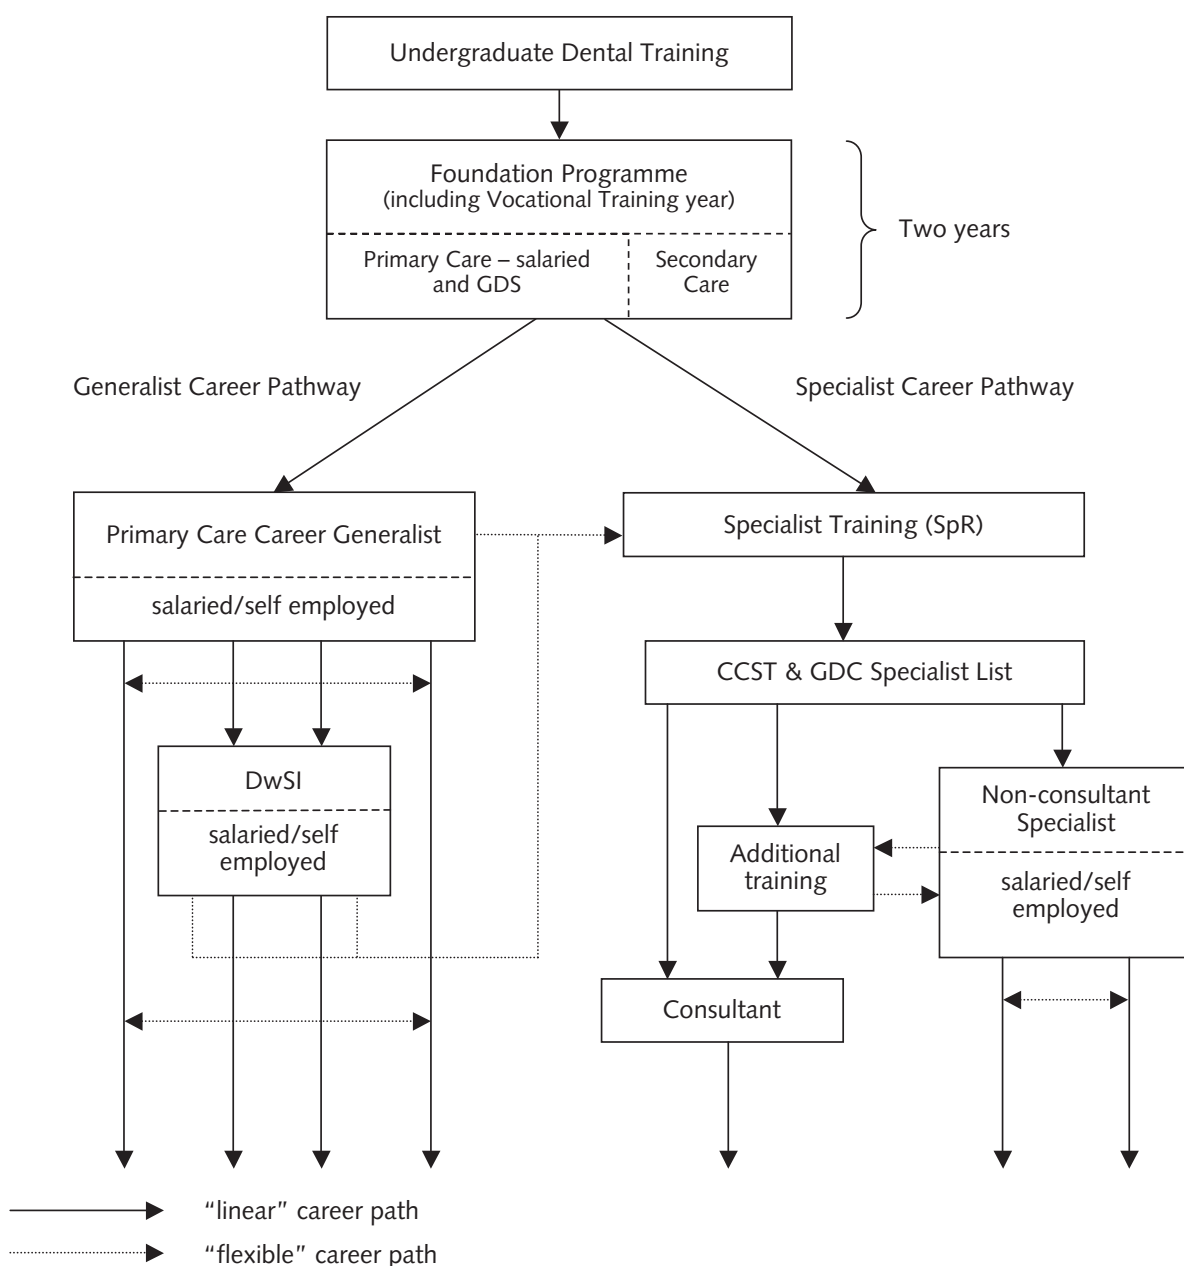 Undergraduate Dental Training
Foundation Programme
(including Vocational Training year)
Two years
Primary Care – salaried
and GDS
Secondary
Care
Generalist Career Pathway
Specialist Career Pathway
Primary Care Career Generalist
salaried/self employed
Specialist Training (SpR)
CCST & GDC Specialist List
DwSI
salaried/self
employed
Non-consultant
Specialist
salaried/self
employed
Additional
training
Consultant
“linear” career path
“flexible” career path